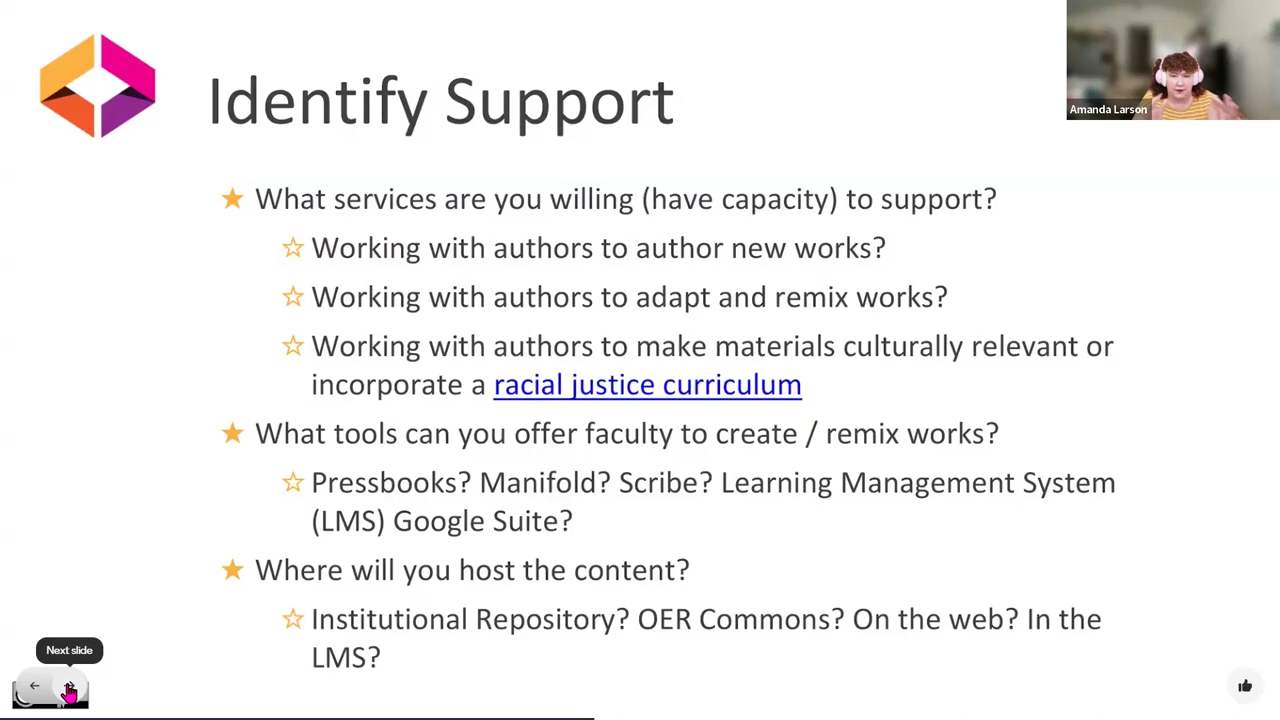 Identify Support
Amanda Larson
★ What services are you willing (have capacity) to support?
☆ Working with authors to author new works?
☆ Working with authors to adapt and remix works?
☆ Working with authors to make materials culturally relevant or
incorporate a racial justice curriculum
★ What tools can you offer faculty to create / remix works?
☆ Pressbooks? Manifold? Scribe? Learning Management System
(LMS) Google Suite?
★ Where will you host the content?
☆ Institutional Repository? OER Commons? On the web? In the
LMS?
Next slide